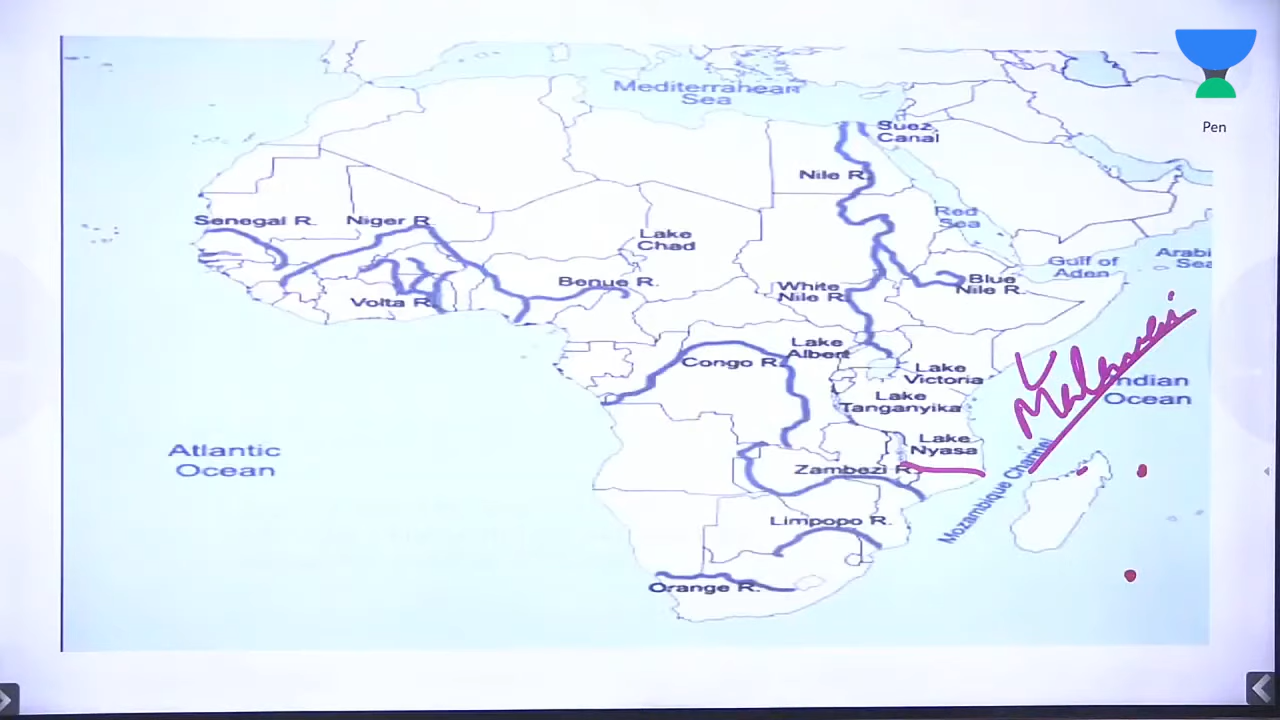 Mediterranean
Sea
Pen
Suez
Canal
Nile R.
Senegal R.
Niger R.
Red
Sea
Lake
Chad
Arabi
Sea
Gulf of
Aden
Benue R.
White
Nile R.
Blue
Nile R.
Volta R.
Lake
Albert
Congo R.
Lake
Victoria
Indian
Ocean
Lake
Tanganyika
Atlantic
Ocean
Lake
Nyasa
Zambezi R.
Mozambique Channel
Limpopo R.
Orange R.